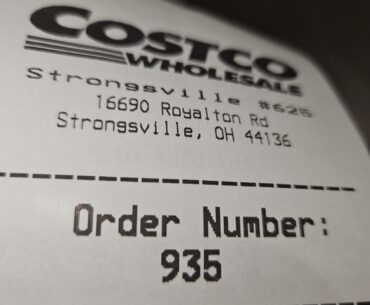 COSTCO
WHOLESALE
Strongsville #625
16690 Royalton Rd
Strongsville, OH 44136
Order Number:
935